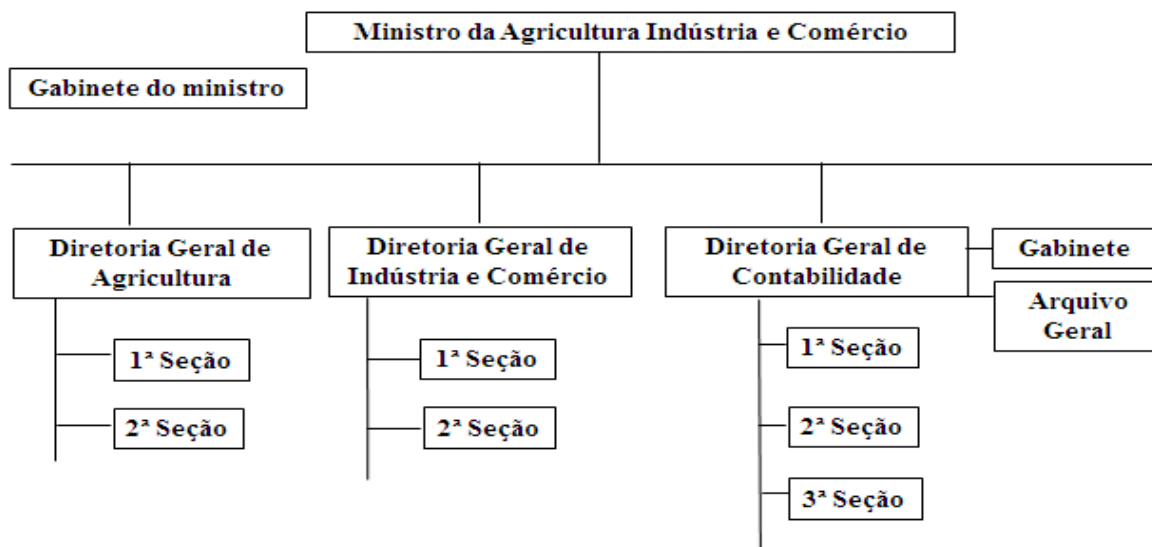 Ministro da Agricultura Indústria e Comércio
Gabinete do ministro
Diretoria Geral de
Agricultura
1ª Seção
2ª Seção
Diretoria Geral de
Indústria e Comércio
1ª Seção
2ª Seção
Diretoria Geral de
Contabilidade
Gabinete
Arquivo
Geral
1ª Seção
2ª Seção
3ª Seção